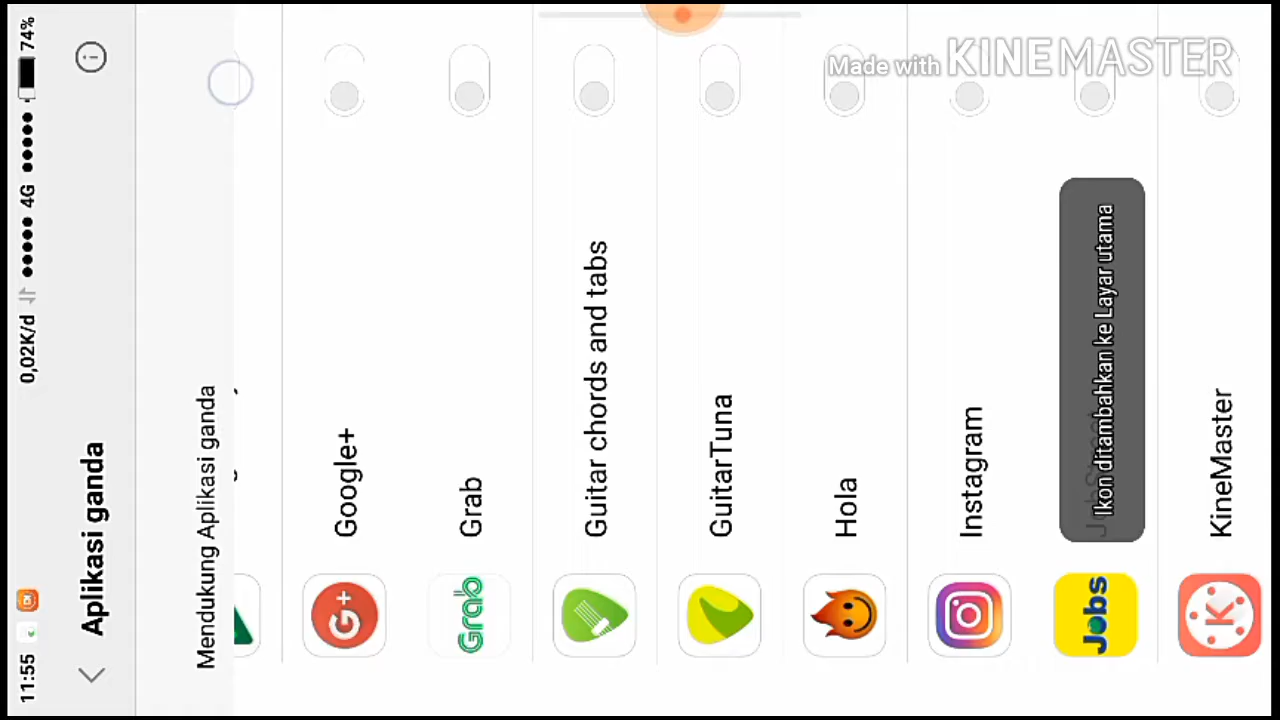 11:55 0,02K/d 4G 74%
Aplikasi ganda
Mendukung Aplikasi ganda
Google+
Grab
Guitar chords and tabs
GuitarTuna
Hola
Instagram
Jobs
Ikon ditambahkan ke Layar utama
KineMaster
Made with KINEMASTER